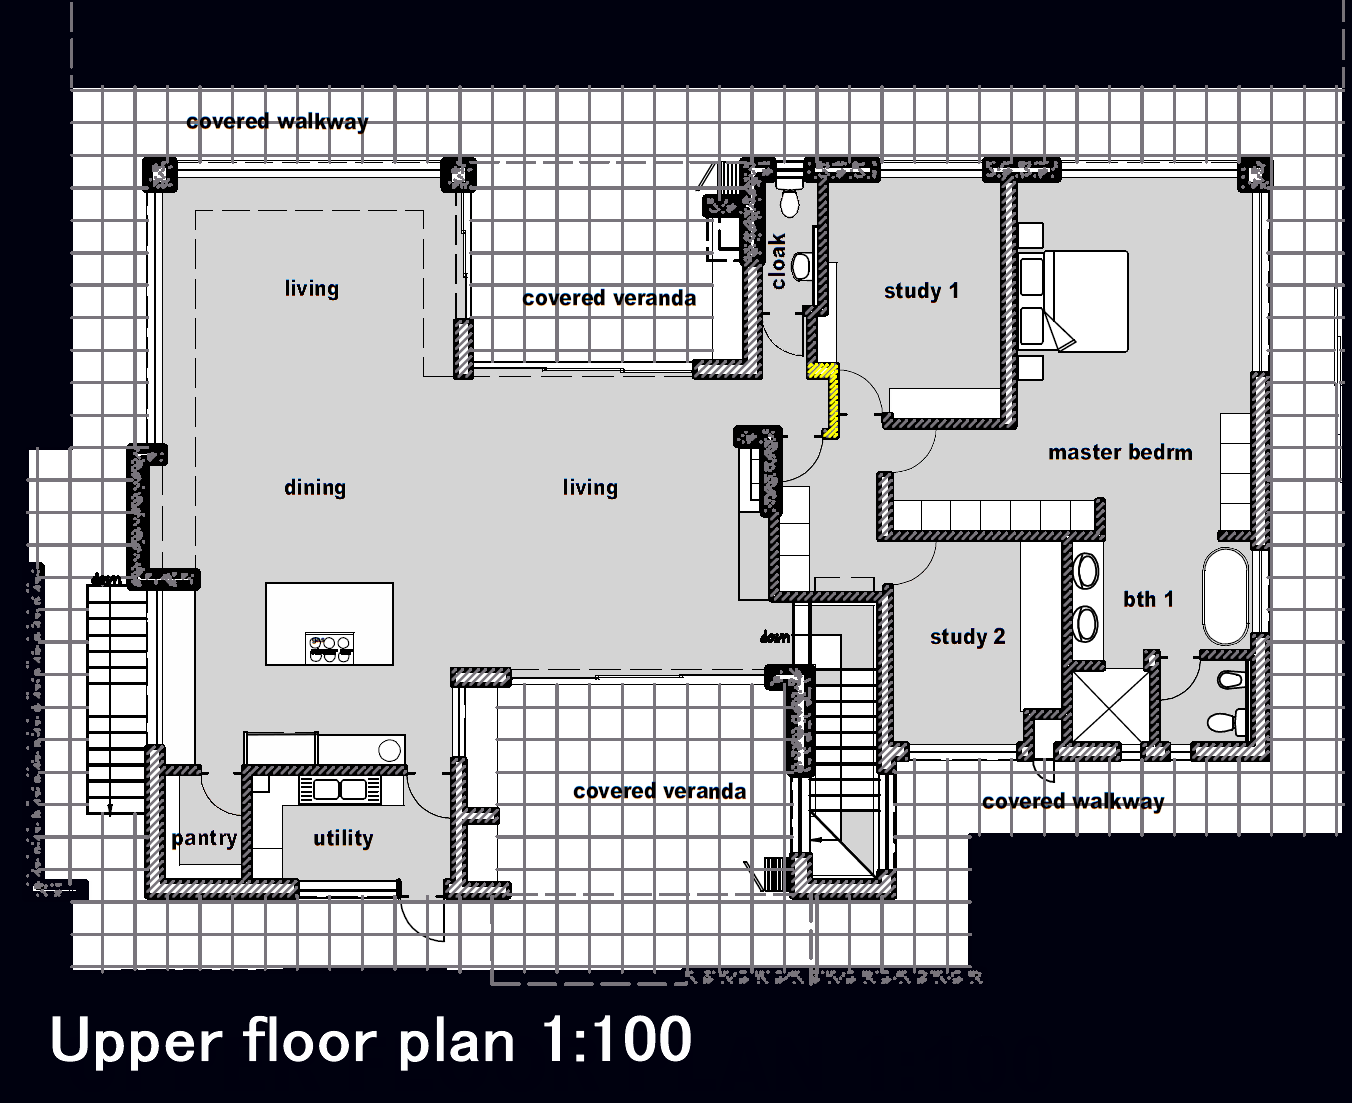 covered walkway
cloak
living
covered veranda
study 1
master bedrm
dining
living
down
bth 1
down
study 2
covered veranda
covered walkway
pantry
utility
Upper floor plan 1:100